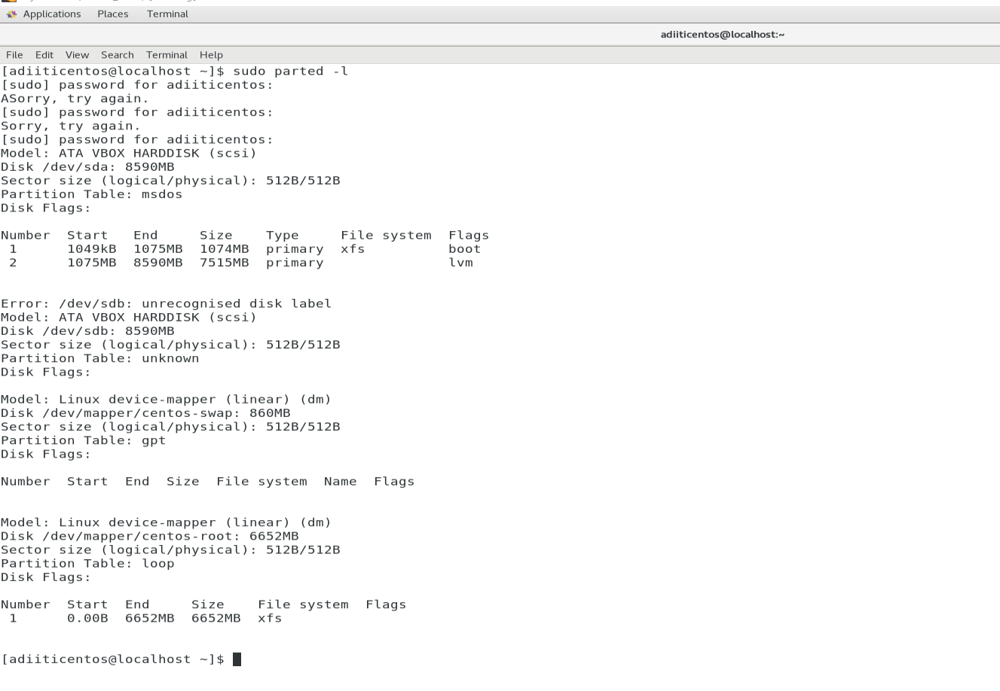 Applications Places Terminal
adiiticentos@localhost:~
File Edit View Search Terminal Help
[adiiticentos@localhost ~]$ sudo parted -l
[sudo] password for adiiticentos:
ASorry, try again.
[sudo] password for adiiticentos:
Sorry, try again.
[sudo] password for adiiticentos:
Model: ATA VBOX HARDDISK (scsi)
Disk /dev/sda: 8590MB
Sector size (logical/physical): 512B/512B
Partition Table: msdos
Disk Flags:
Number  Start   End     Size    Type     File system  Flags
 1      1049kB  1075MB  1074MB  primary  xfs          boot
 2      1075MB  8590MB  7515MB  primary               lvm
Error: /dev/sdb: unrecognised disk label
Model: ATA VBOX HARDDISK (scsi)
Disk /dev/sdb: 8590MB
Sector size (logical/physical): 512B/512B
Partition Table: unknown
Disk Flags:
Model: Linux device-mapper (linear) (dm)
Disk /dev/mapper/centos-swap: 860MB
Sector size (logical/physical): 512B/512B
Partition Table: gpt
Disk Flags:
Number  Start  End  Size  File system  Name  Flags
Model: Linux device-mapper (linear) (dm)
Disk /dev/mapper/centos-root: 6652MB
Sector size (logical/physical): 512B/512B
Partition Table: loop
Disk Flags:
Number  Start  End     Size    File system  Flags
 1      0.00B  6652MB  6652MB  xfs
[adiiticentos@localhost ~]$